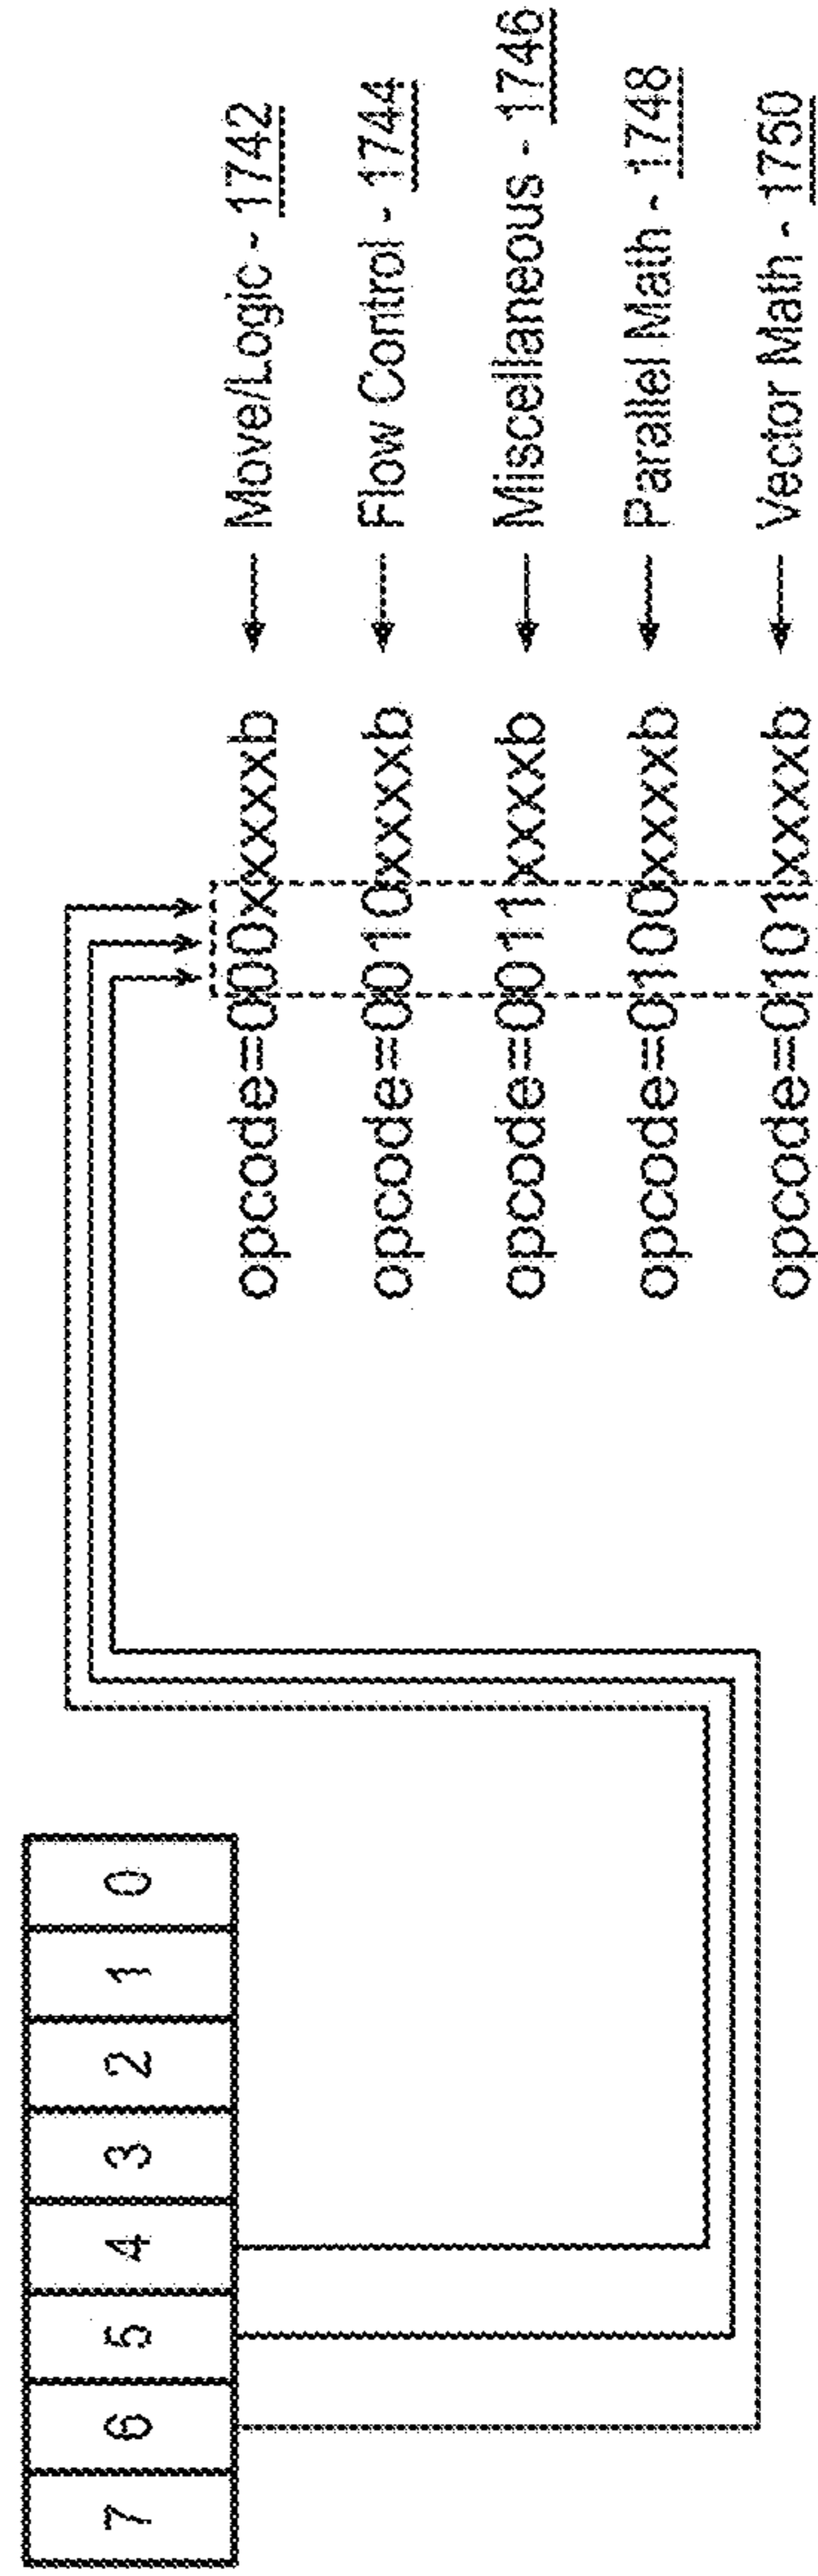 7 6 5 4 3 2 1 0
opcode=000xxxxxb ← Move/Logic - 1742
opcode=0010xxxxb ← Flow Control - 1744
opcode=0011xxxxb ← Miscellaneous - 1746
opcode=0100xxxxb ← Parallel Math - 1748
opcode=0101xxxxb ← Vector Math - 1750